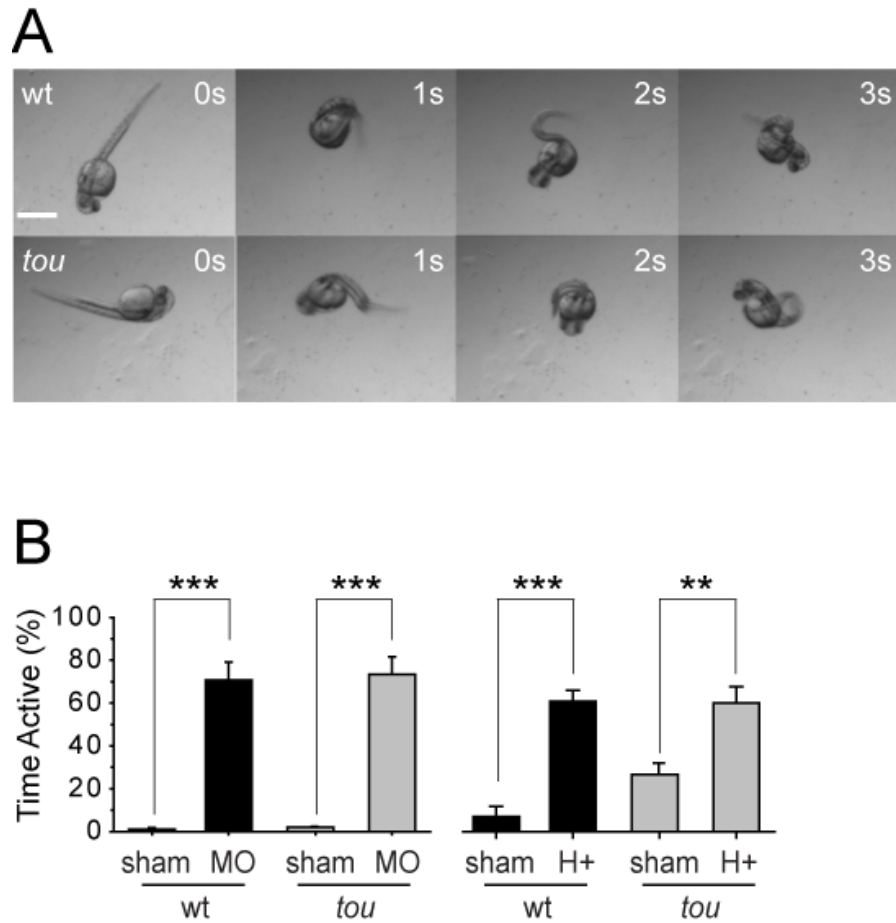 A
wt 0s 1s 2s 3s
tou 0s 1s 2s 3s
B
*** *** *** **
Time Active (%)
100
80
60
40
20
0
sham MO sham MO sham H+ sham H+
wt tou wt tou